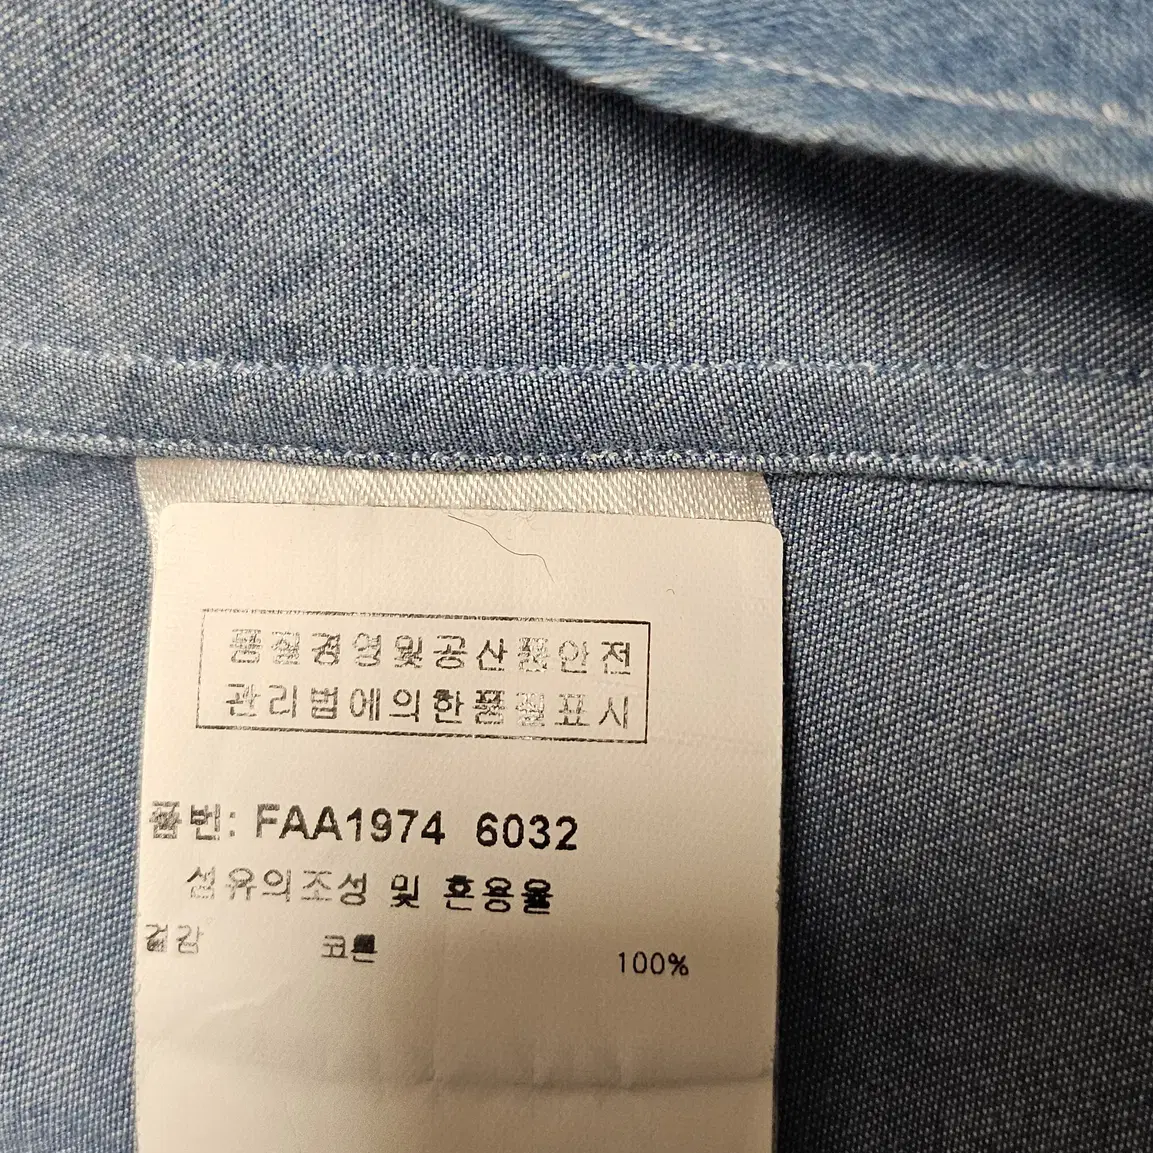 품질경영및공산품안전
관리법에의한품질표시
품번: FAA1974 6032
섬유의조성 및 혼용율
겉감 코튼 100%